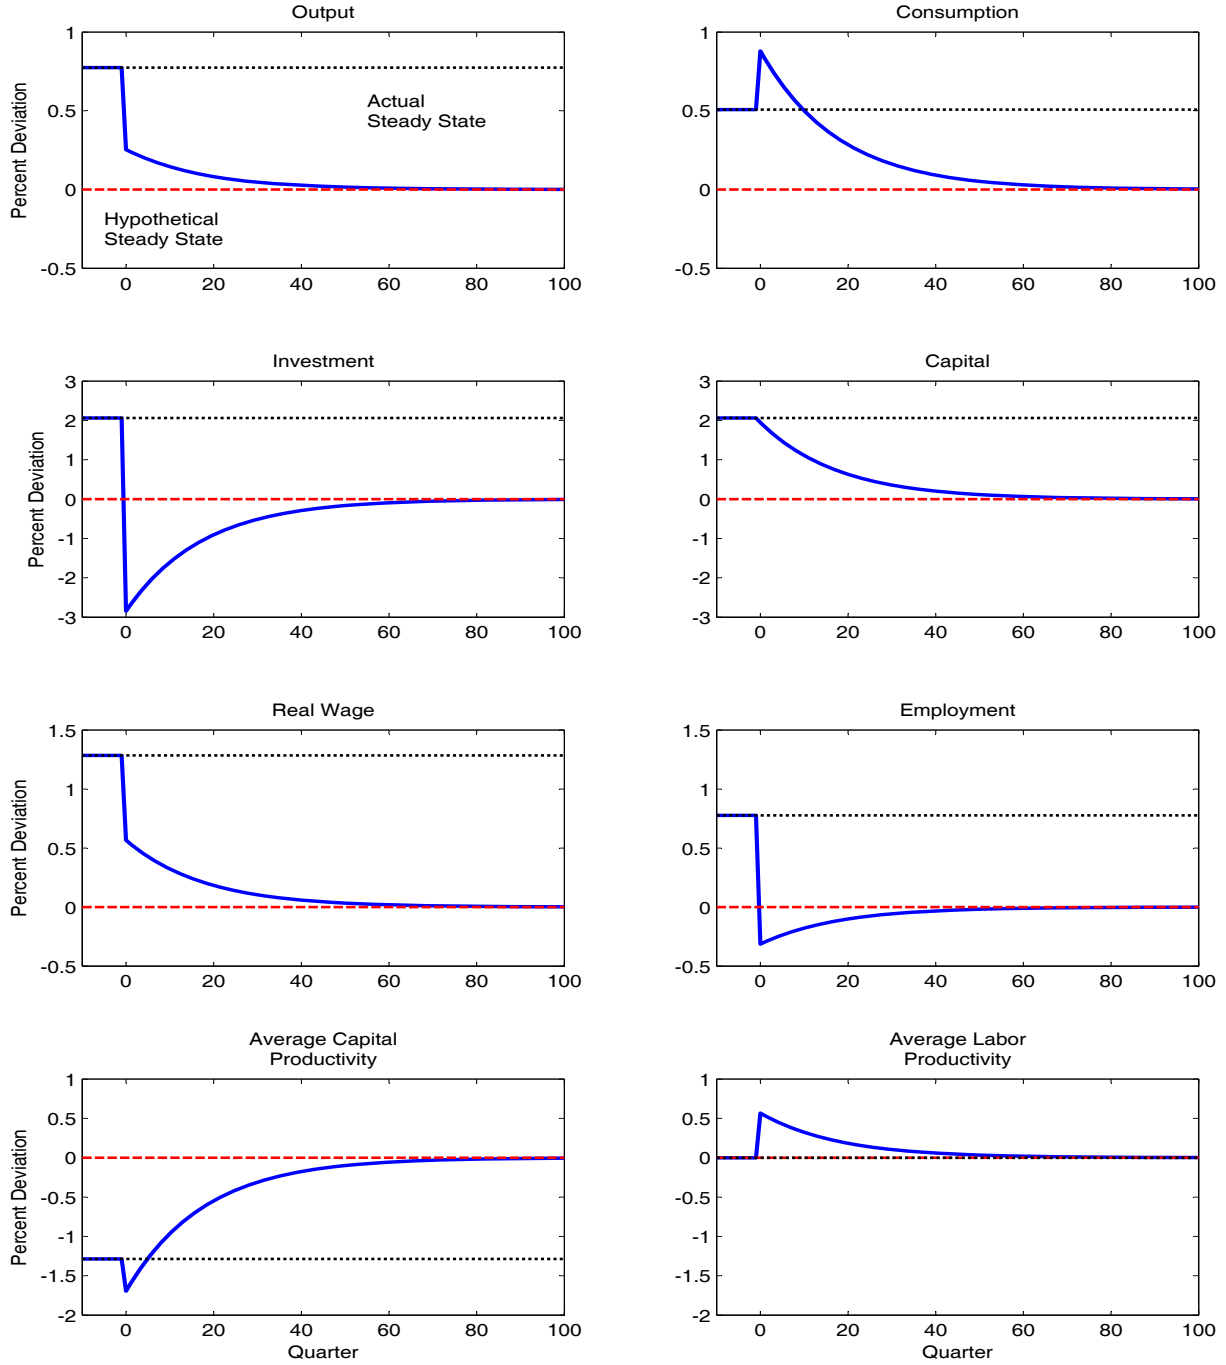 Output
Percent Deviation
1
0.5
0
-0.5
Actual
Steady State
Hypothetical
Steady State
0 20 40 60 80 100
Consumption
1
0.5
0
-0.5
0 20 40 60 80 100
Investment
Percent Deviation
3
2
1
0
-1
-2
-3
0 20 40 60 80 100
Capital
3
2
1
0
-1
-2
-3
0 20 40 60 80 100
Real Wage
Percent Deviation
1.5
1
0.5
0
-0.5
0 20 40 60 80 100
Employment
1.5
1
0.5
0
-0.5
0 20 40 60 80 100
Average Capital
Productivity
Percent Deviation
1
0.5
0
-0.5
-1
-1.5
-2
0 20 40 60 80 100
Quarter
Average Labor
Productivity
1
0.5
0
-0.5
-1
-1.5
-2
0 20 40 60 80 100
Quarter